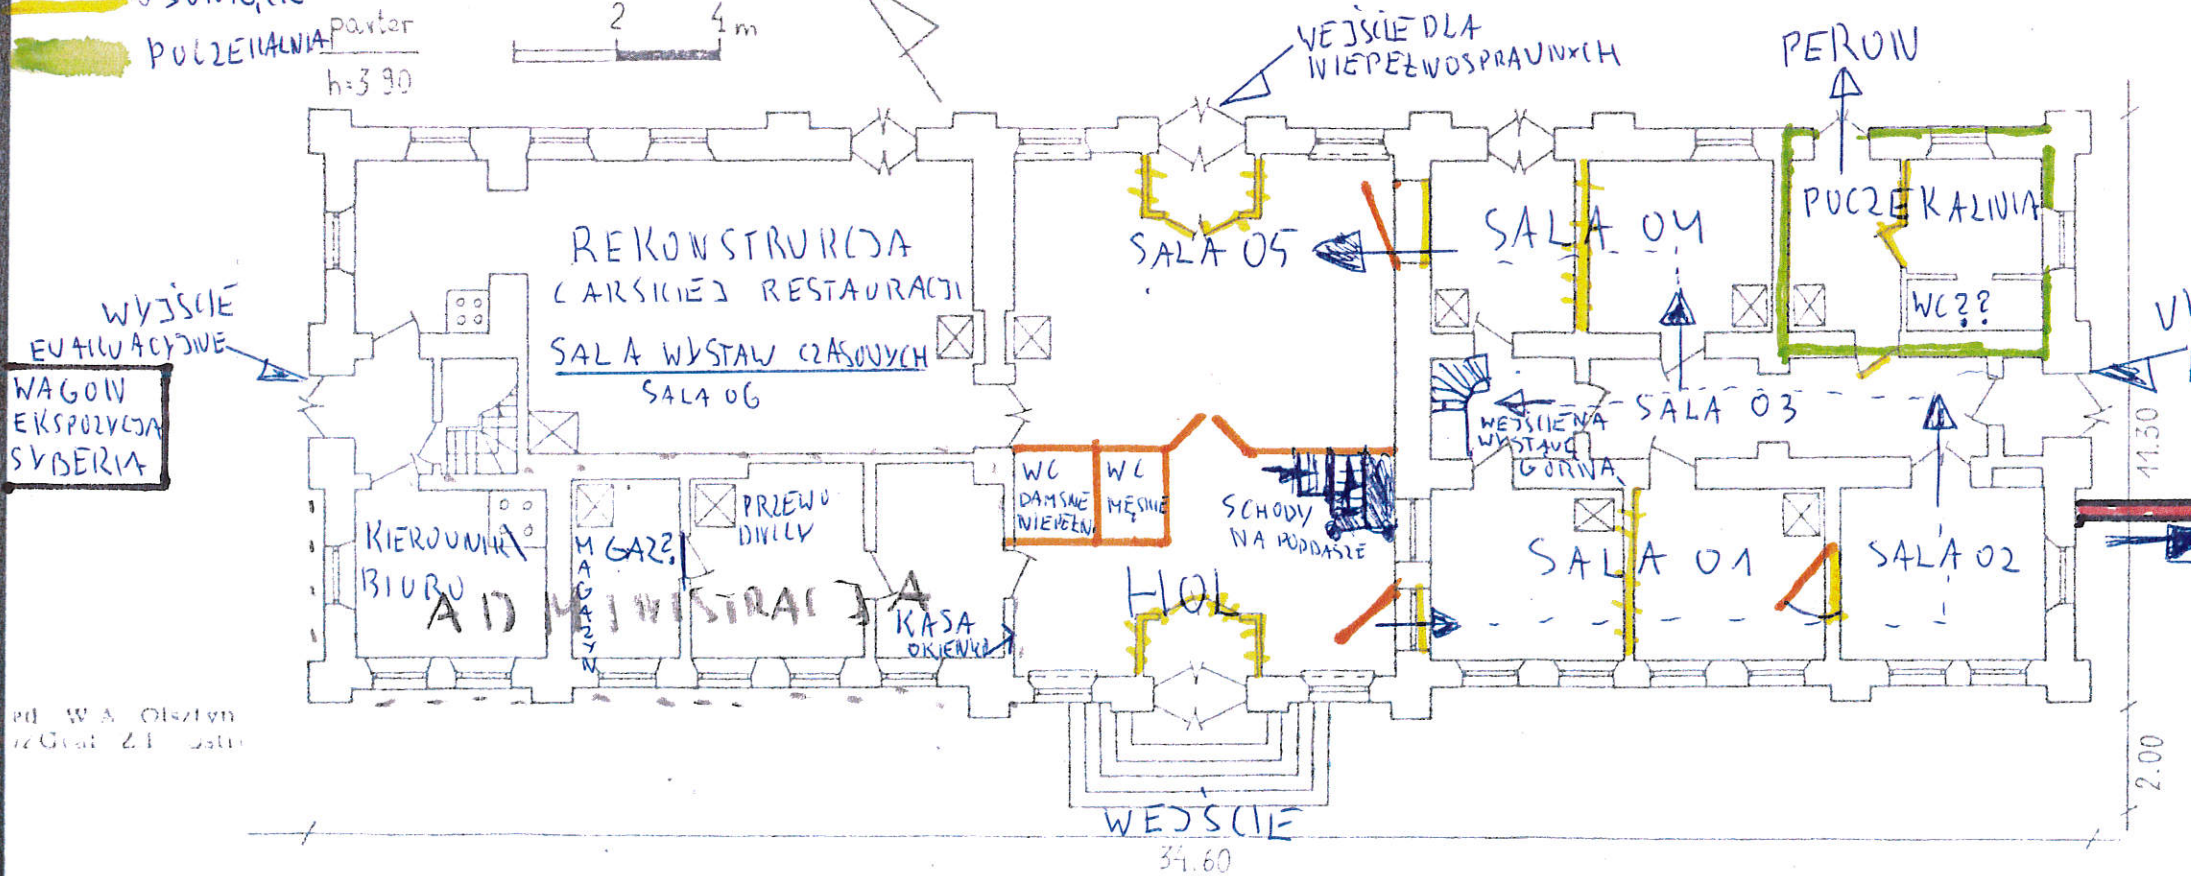 POCZEKALNIA
parter
h=3.90
2
4 m
WEJŚCIE DLA
NIEPEŁNOSPRAWNYCH
PERON
REKONSTRUKCJA
CARSKIEJ RESTAURACJI
SALA WYSTAW CZASOWYCH
SALA 06
SALA 05
SALA 04
POCZEKALNIA
WC??
WYJŚCIE
EWAKUACYJNE
WAGON
EKSPOZYCJA
SYBERIA
SALA 03
WEJŚCIE NA
WYSTAWĘ
GÓRNĄ
11.30
WC
DAMSKIE
NIEPEŁN
WC
MĘSKIE
SCHODY
NA PODDASZE
KIEROWNIK
BIURO
MAGAZYN
GAZ?
PRZEWO
DNICY
ADMINISTRACJA
KASA
OKIENKO
HOL
SALA 01
SALA 02
W A Olsztyn
2.00
WEJŚCIE
34.60